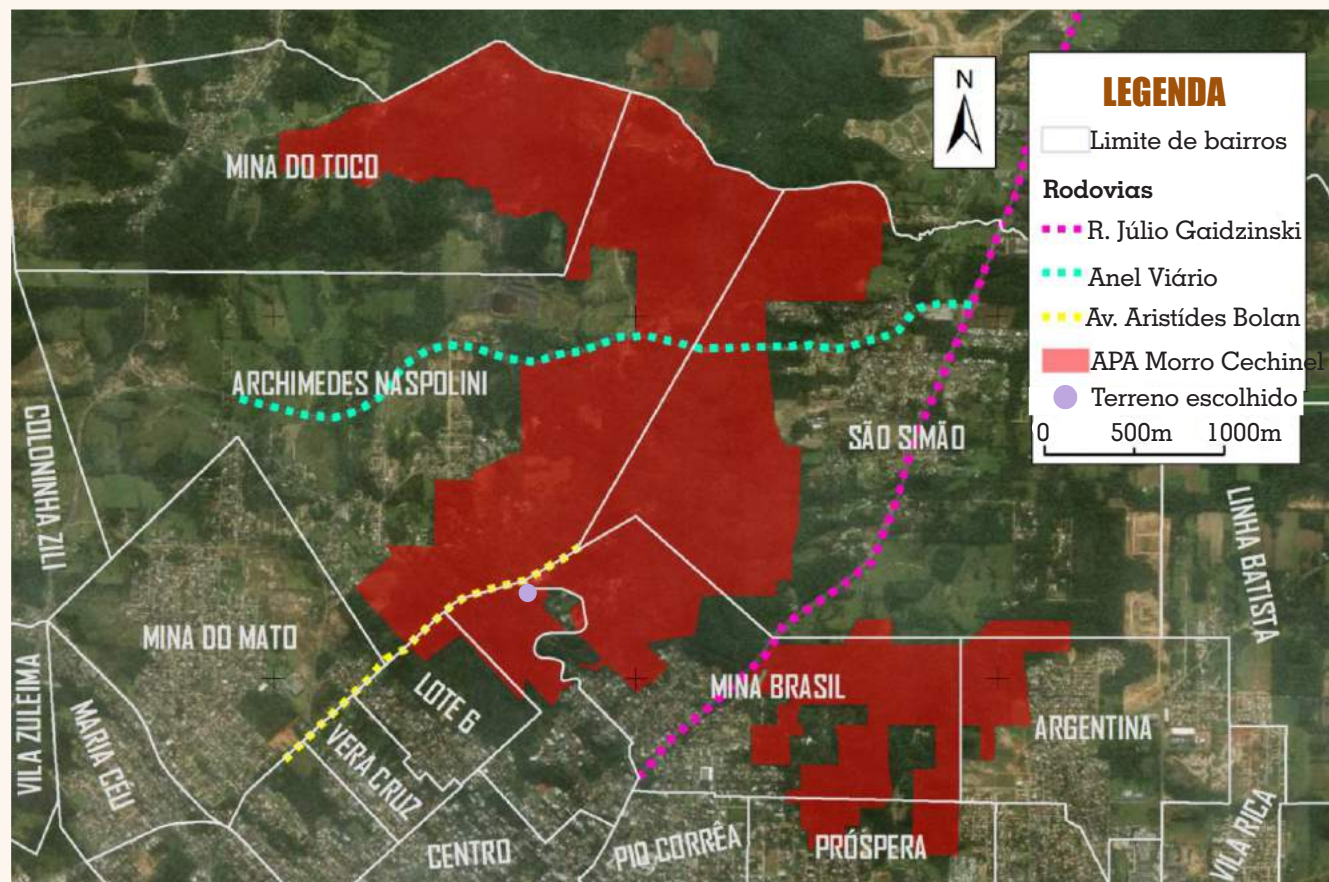 MINA DO TOCO
N
LEGENDA
Limite de bairros
Rodovias
R. Júlio Gaidzinski
Anel Viário
Av. Aristídes Bolan
APA Morro Cechinel
Terreno escolhido
0 500m 1000m
ARCHIMEDES NASPOLINI
SÃO SIMÃO
COLONINHA ZILI
LINHA BATISTA
MINA DO MATO
VILA ZULEIMA
MARIA CÉU
LOTE 6
VERA CRUZ
MINA BRASIL
ARGENTINA
CENTRO
PIO CORRÊA
PRÓSPERA
VILA RICA